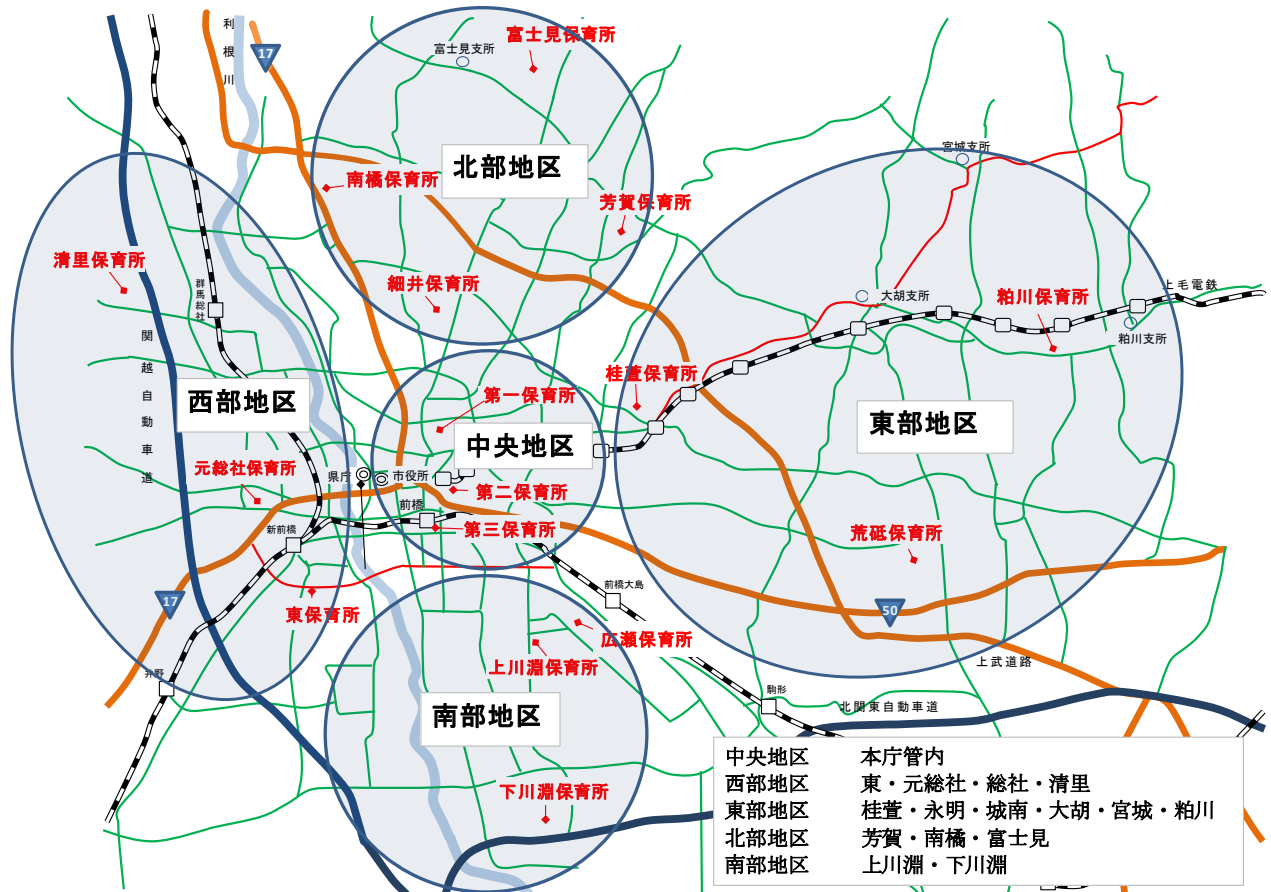 利根川
17
富士見支所
富士見保育所
宮城支所
北部地区
南橘保育所
芳賀保育所
清里保育所
群馬総社
細井保育所
大胡支所
粕川保育所
上毛電鉄
粕川支所
関越自動車道
桂萱保育所
西部地区
第一保育所
東部地区
中央地区
元総社保育所
県庁
市役所
第二保育所
前橋
第三保育所
新前橋
荒砥保育所
前橋大島
17
東保育所
50
広瀬保育所
上川淵保育所
上武道路
井野
駒形
北関東自動車道
南部地区
下川淵保育所
中央地区 本庁管内
西部地区 東・元総社・総社・清里
東部地区 桂萱・永明・城南・大胡・宮城・粕川
北部地区 芳賀・南橘・富士見
南部地区 上川淵・下川淵